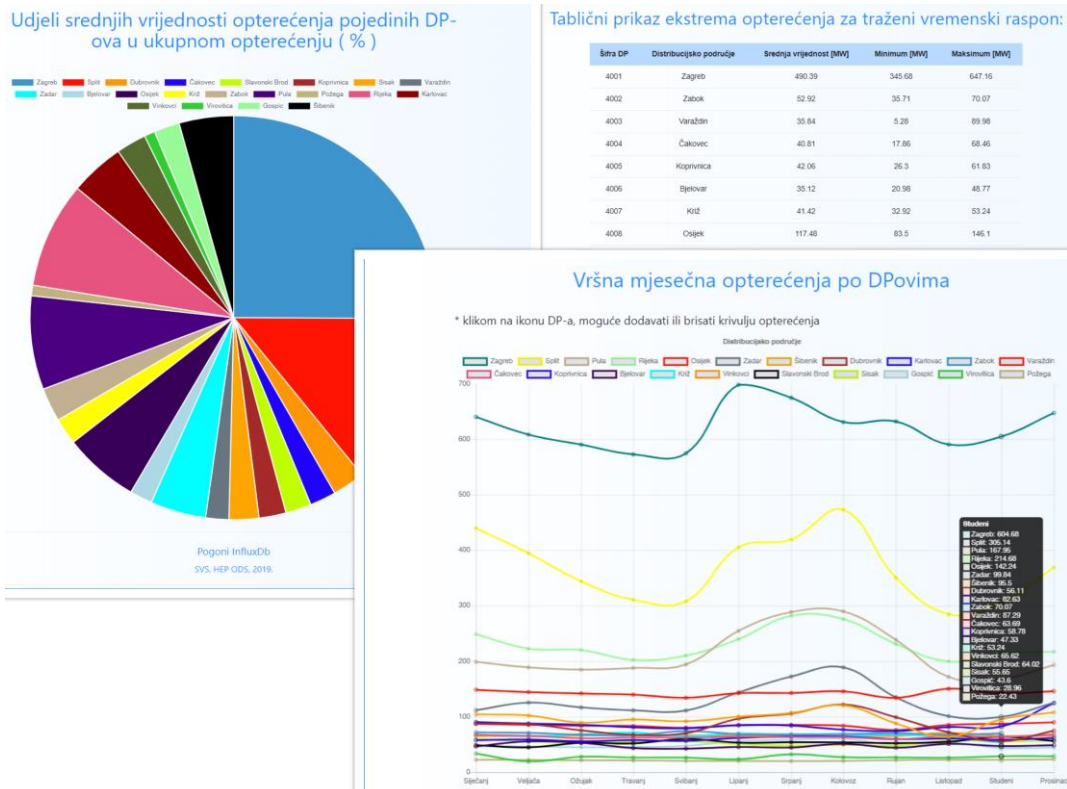 Udjeli srednjih vrijednosti opterećenja pojedinih DP-
ova u ukupnom opterećenju ( % )
Zagreb Split Dubrovnik Čakovec Slavonski Brod Koprivnica Sisak Varaždin
Zadar Bjelovar Osijek Križ Zabok Pula Požega Rijeka Karlovac
Vinkovci Virovitica Gospić Šibenik
Pogoni InfluxDb
SVS, HEP ODS, 2019.
Tablični prikaz ekstrema opterećenja za traženi vremenski raspon:
Šifra DP Distribucijsko područje Srednja vrijednost [MW] Minimum [MW] Maksimum [MW]
4001 Zagreb 490.39 345.68 647.16
4002 Zabok 52.92 35.71 70.07
4003 Varaždin 35.84 5.28 89.98
4004 Čakovec 40.81 17.86 68.46
4005 Koprivnica 42.06 26.3 61.83
4006 Bjelovar 35.12 20.98 48.77
4007 Križ 41.42 32.92 53.24
4008 Osijek 117.48 83.5 146.1
Vršna mjesečna opterećenja po DPovima
* klikom na ikonu DP-a, moguće dodavati ili brisati krivulju opterećenja
Distribucijsko područje
Zagreb Split Pula Rijeka Osijek Zadar Šibenik Dubrovnik Karlovac Zabok Varaždin
Čakovec Koprivnica Bjelovar Križ Vinkovci Slavonski Brod Sisak Gospić Virovitica Požega
700
600
500
400
300
200
100
0
Siječanj Veljača Ožujak Travanj Svibanj Lipanj Srpanj Kolovoz Rujan Listopad Studeni Prosinac
Studeni
Zagreb: 604.68
Split: 305.14
Pula: 167.95
Rijeka: 214.68
Osijek: 142.24
Zadar: 99.84
Šibenik: 95.5
Dubrovnik: 56.11
Karlovac: 82.63
Zabok: 70.07
Varaždin: 87.29
Čakovec: 63.69
Koprivnica: 58.78
Bjelovar: 47.33
Križ: 53.24
Vinkovci: 65.62
Slavonski Brod: 64.02
Sisak: 55.65
Gospić: 43.6
Virovitica: 28.96
Požega: 22.43